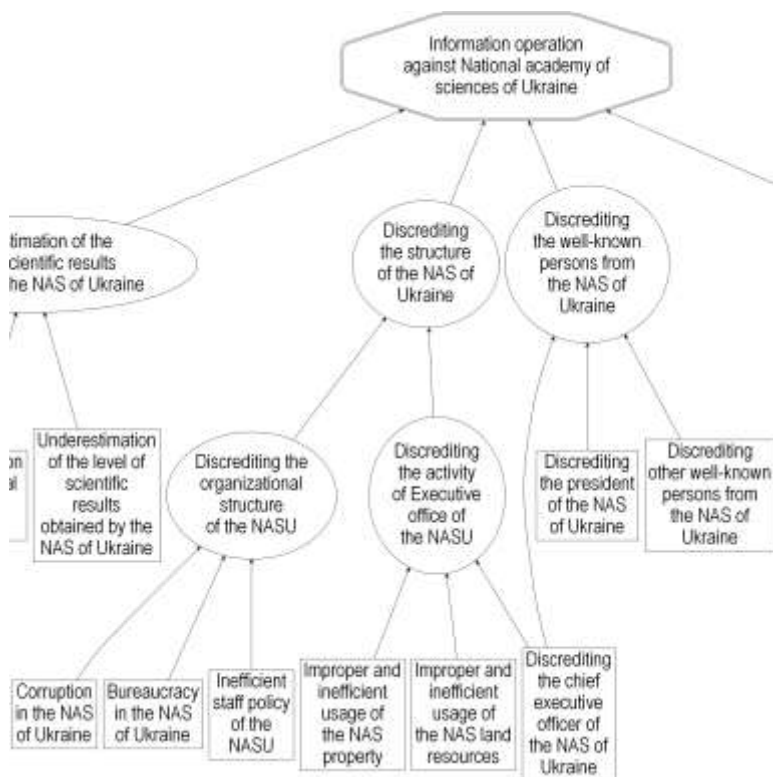 Information operation
against National academy of
sciences of Ukraine
timation of the
cientific results
he NAS of Ukraine
Discrediting
the structure
of the NAS of
Ukraine
Discrediting
the well-known
persons from
the NAS of
Ukraine
on
al
Underestimation
of the level of
scientific
results
obtained by the
NAS of Ukraine
Discrediting the
organizational
structure
of the NASU
Discrediting
the activity
of Executive
office of
the NASU
Discrediting
the president
of the NAS
of Ukraine
Discrediting
other well-known
persons from
the NAS of
Ukraine
Corruption
in the NAS
of Ukraine
Bureaucracy
in the NAS
of Ukraine
Inefficient
staff policy
of the
NASU
Improper and
inefficient
usage of
the NAS
property
Improper and
inefficient
usage of
the NAS land
resources
Discrediting
the chief
executive
officer of
the NAS of
Ukraine